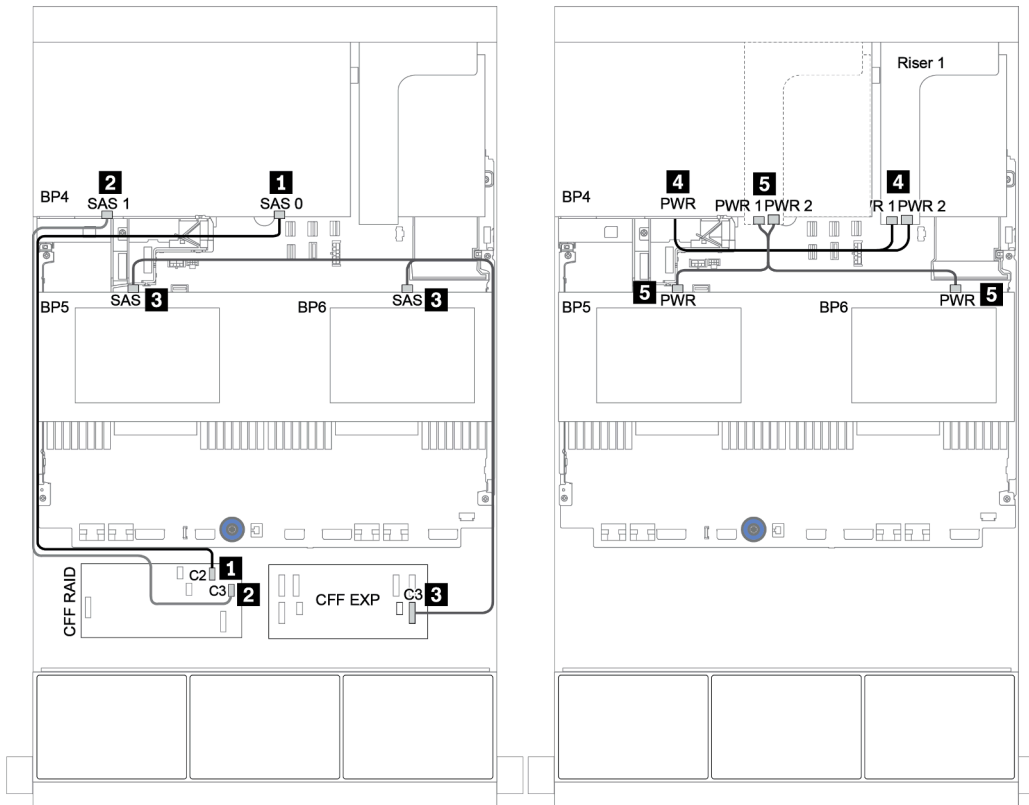 Riser 1
BP4
2
SAS 1
1
SAS 0
SAS 3
BP5
BP6
SAS 3
CFF RAID
C2 1
C3 2
CFF EXP
C3 3
BP4
4
PWR
5
PWR 1 PWR 2
4
R 1 PWR 2
5 PWR
BP5
BP6
PWR 5